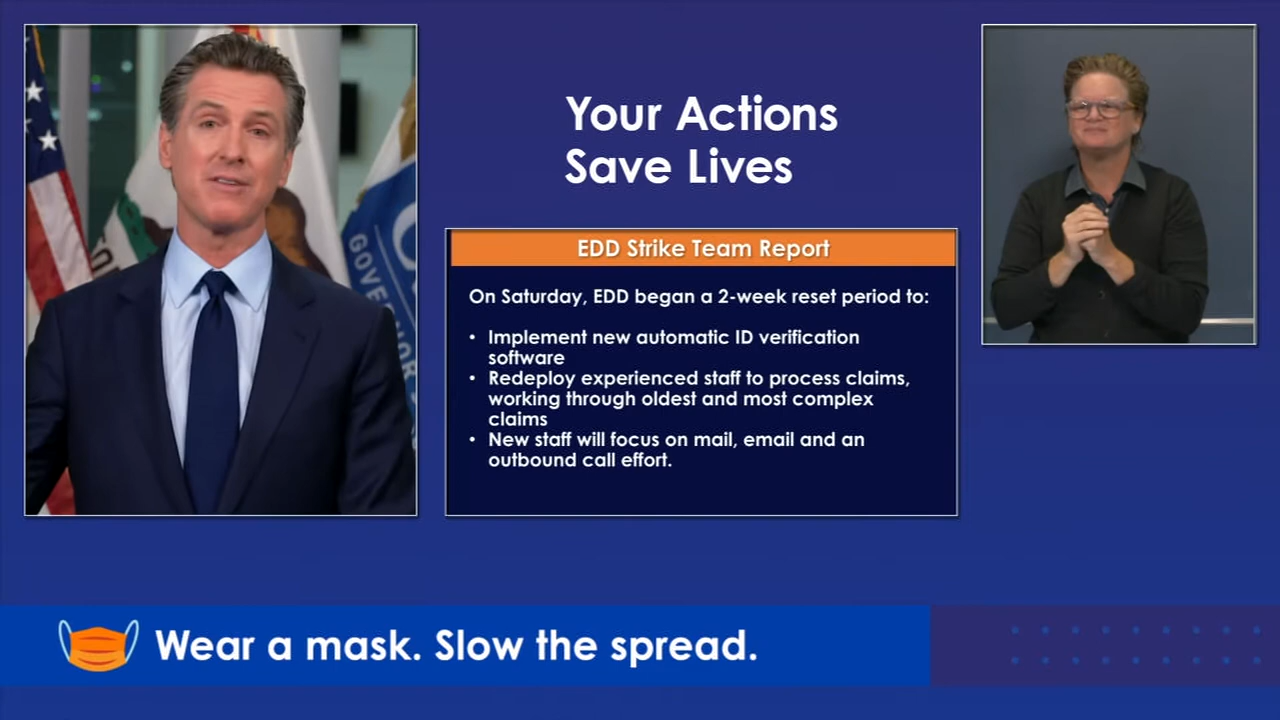 Your Actions
Save Lives
EDD Strike Team Report
On Saturday, EDD began a 2-week reset period to:
• Implement new automatic ID verification
software
• Redeploy experienced staff to process claims,
working through oldest and most complex
claims
• New staff will focus on mail, email and an
outbound call effort.
GOVERNOR
Wear a mask. Slow the spread.